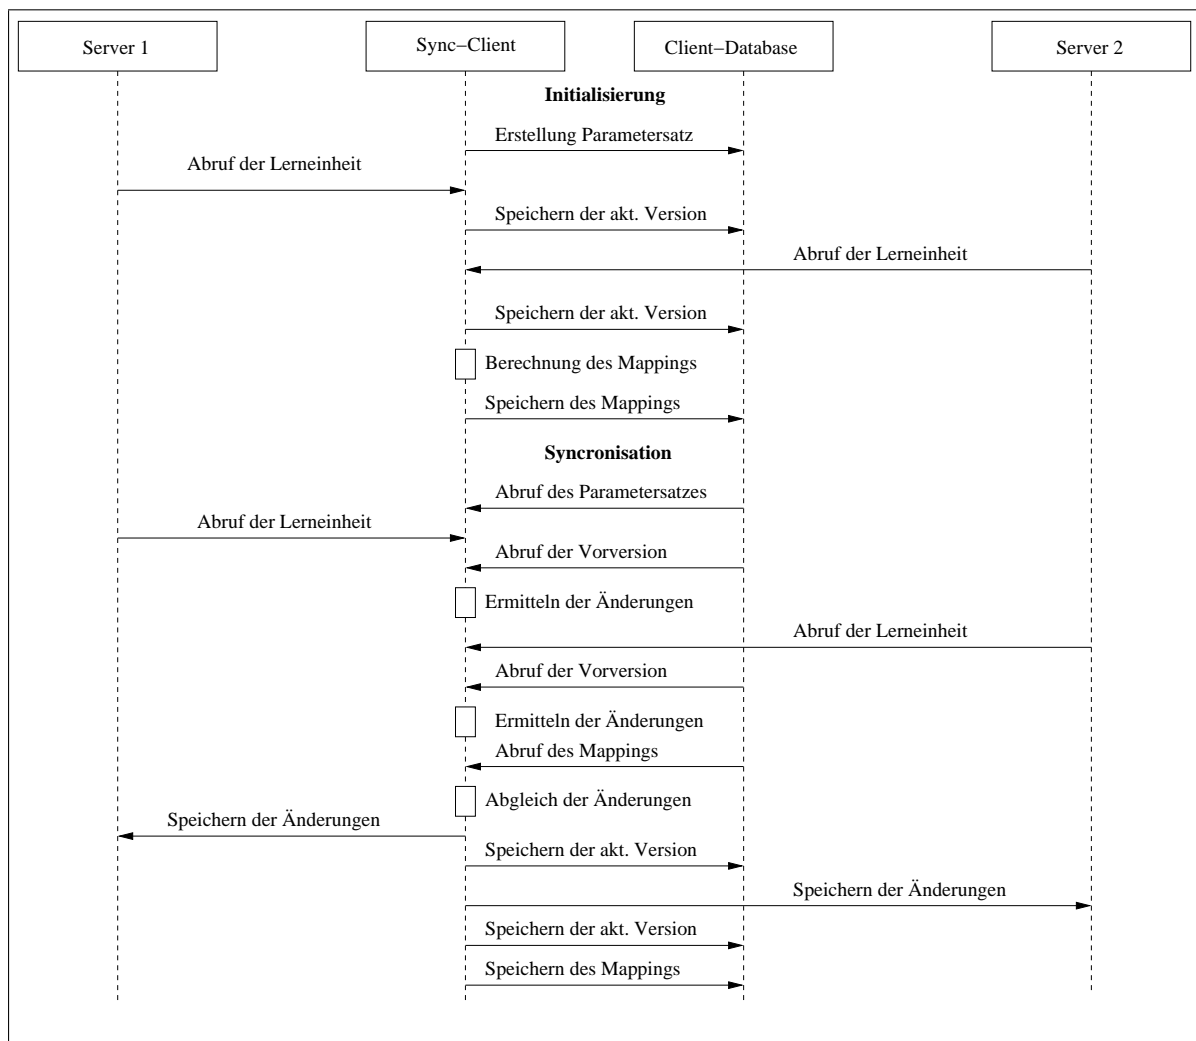 Server 1
Sync−Client
Client−Database
Server 2
Initialisierung
Erstellung Parametersatz
Abruf der Lerneinheit
Speichern der akt. Version
Abruf der Lerneinheit
Speichern der akt. Version
Berechnung des Mappings
Speichern des Mappings
Syncronisation
Abruf des Parametersatzes
Abruf der Lerneinheit
Abruf der Vorversion
Ermitteln der Änderungen
Abruf der Lerneinheit
Abruf der Vorversion
Ermitteln der Änderungen
Abruf des Mappings
Abgleich der Änderungen
Speichern der Änderungen
Speichern der akt. Version
Speichern der Änderungen
Speichern der akt. Version
Speichern des Mappings